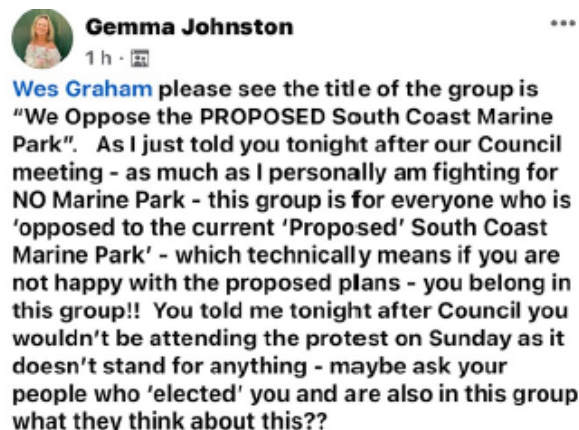 Gemma Johnston
1 h ·
Wes Graham please see the title of the group is
“We Oppose the PROPOSED South Coast Marine
Park”. As I just told you tonight after our Council
meeting - as much as I personally am fighting for
NO Marine Park - this group is for everyone who is
‘opposed to the current ‘Proposed’ South Coast
Marine Park’ - which technically means if you are
not happy with the proposed plans - you belong in
this group!! You told me tonight after Council you
wouldn’t be attending the protest on Sunday as it
doesn’t stand for anything - maybe ask your
people who ‘elected’ you and are also in this group
what they think about this??